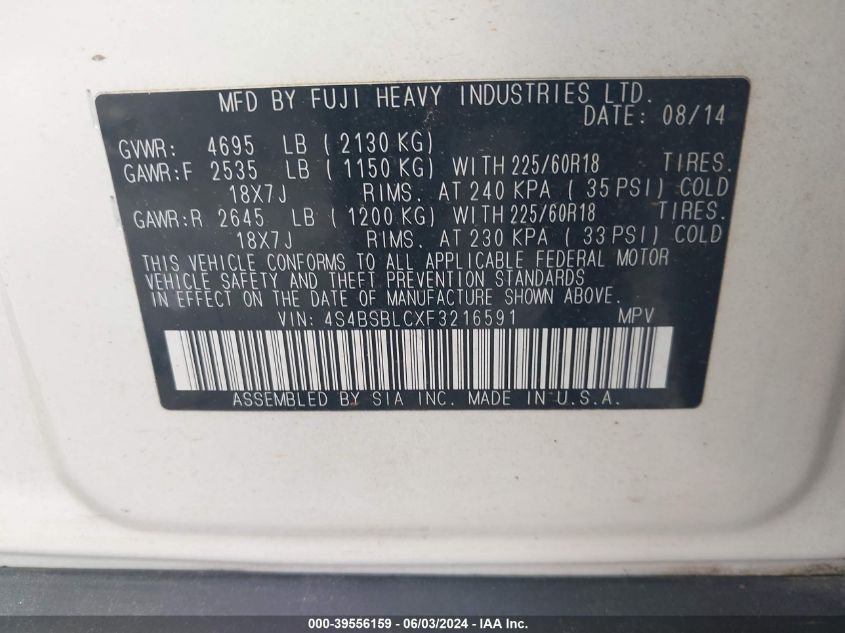 MFD BY FUJI HEAVY INDUSTRIES LTD.
DATE: 08/14
GVWR: 4695 LB ( 2130 KG)
GAWR:F 2535 LB ( 1150 KG) WITH 225/60R18 TIRES.
18X7J RIMS. AT 240 KPA ( 35 PSI) COLD
GAWR:R 2645 LB ( 1200 KG) WITH 225/60R18 TIRES.
18X7J RIMS. AT 230 KPA ( 33 PSI) COLD
THIS VEHICLE CONFORMS TO ALL APPLICABLE FEDERAL MOTOR
VEHICLE SAFETY AND THEFT PREVENTION STANDARDS
IN EFFECT ON THE DATE OF MANUFACTURE SHOWN ABOVE.
VIN: 4S4BSBLCXF3216591 MPV
ASSEMBLED BY SIA INC. MADE IN U.S.A.
000-39556159 - 06/03/2024 - IAA Inc.